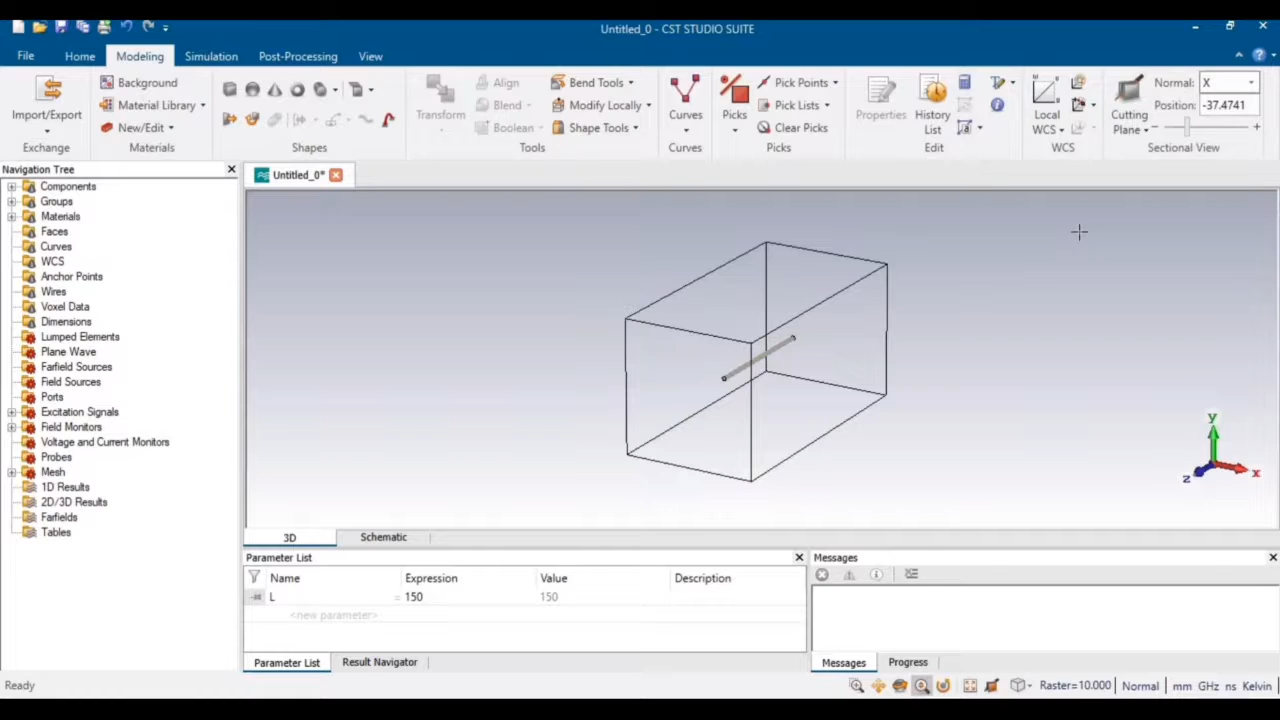 Untitled_0 - CST STUDIO SUITE
File Home Modeling Simulation Post-Processing View
Import/Export
Exchange
Background
Material Library
New/Edit
Materials
Shapes
Transform
Align
Blend
Boolean
Bend Tools
Modify Locally
Shape Tools
Tools
Curves
Curves
Picks
Pick Points
Pick Lists
Clear Picks
Picks
Properties
History
List
Edit
Local
WCS
WCS
Cutting
Plane
Normal: X
Position: -37.4741
Sectional View
Navigation Tree
Components
Groups
Materials
Faces
Curves
WCS
Anchor Points
Wires
Voxel Data
Dimensions
Lumped Elements
Plane Wave
Farfield Sources
Field Sources
Ports
Excitation Signals
Field Monitors
Voltage and Current Monitors
Probes
Mesh
1D Results
2D/3D Results
Farfields
Tables
Untitled_0*
y
x
z
3D Schematic
Parameter List
Name Expression Value Description
L = 150 150
<new parameter>
Parameter List Result Navigator
Messages
Messages Progress
Ready
Raster=10.000 Normal mm GHz ns Kelvin